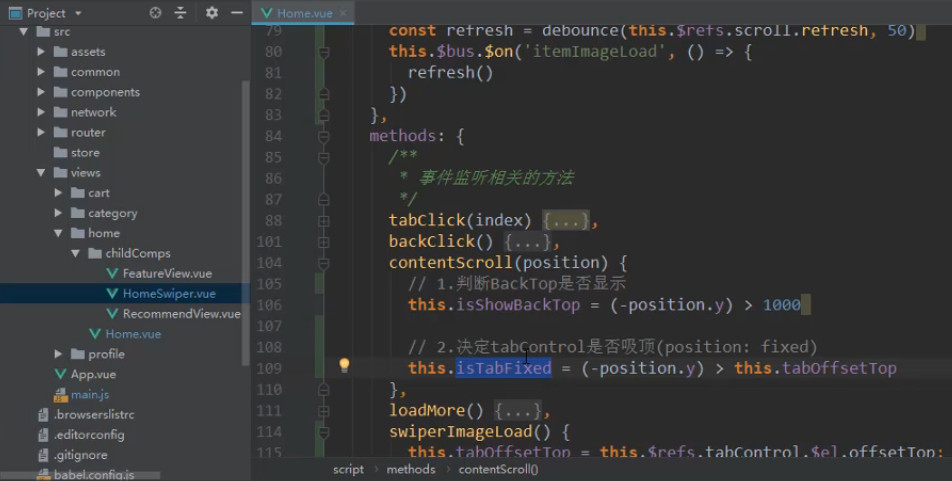 Project
Home.vue
src
assets
common
components
network
router
store
views
cart
category
home
childComps
FeatureView.vue
HomeSwiper.vue
RecommendView.vue
Home.vue
profile
App.vue
main.js
.browserslistrc
.editorconfig
.gitignore
babel.config.js
79 const refresh = debounce(this.$refs.scroll.refresh, 50)
80 this.$bus.$on('itemImageLoad', () => {
81 refresh()
82 })
83 },
84 methods: {
85 /**
86 * 事件监听相关的方法
87 */
88 tabClick(index) {...},
101 backClick() {...},
104 contentScroll(position) {
105 // 1.判断BackTop是否显示
106 this.isShowBackTop = (-position.y) > 1000
107
108 // 2.决定tabControl是否吸顶(position: fixed)
109 this.isTabFixed = (-position.y) > this.tabOffsetTop
110 },
111 loadMore() {...},
114 swiperImageLoad() {
115 this.tabOffsetTop = this.$refs.tabControl.$el.offsetTop;
script › methods › contentScroll()